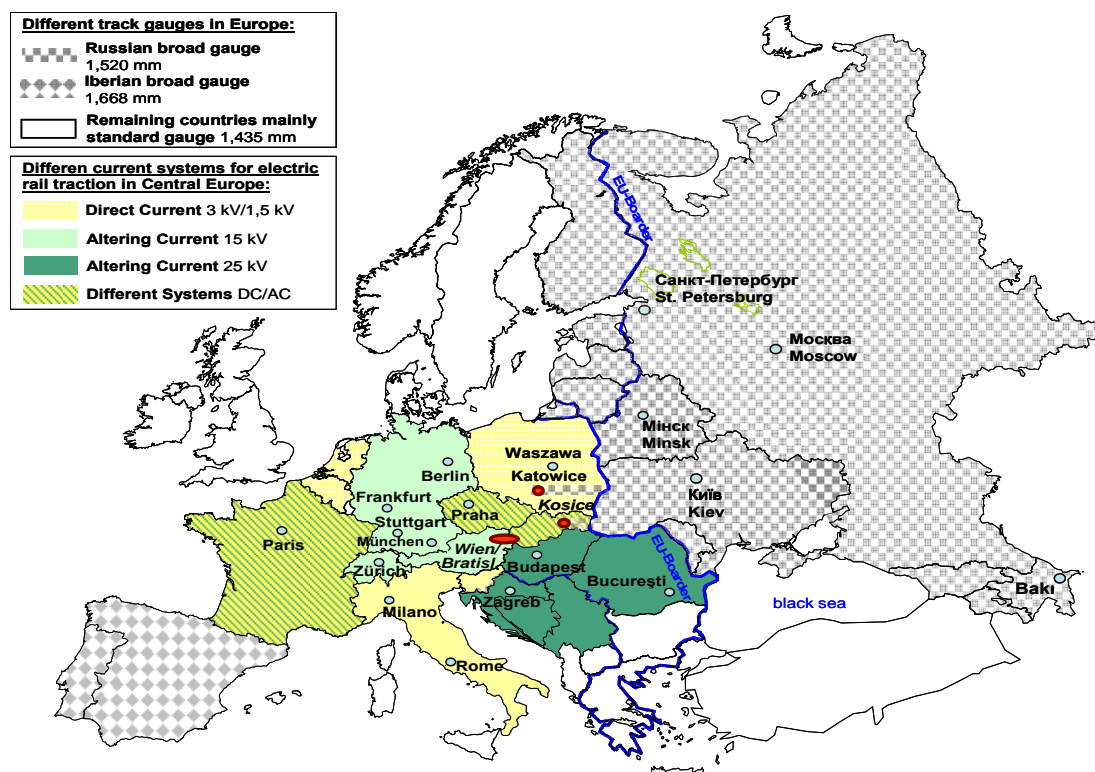 Different track gauges in Europe:
Russian broad gauge
1,520 mm
Iberian broad gauge
1,668 mm
Remaining countries mainly
standard gauge 1,435 mm
Differen current systems for electric
rail traction in Central Europe:
Direct Current 3 kV/1,5 kV
Altering Current 15 kV
Altering Current 25 kV
Different Systems DC/AC
EU-Boarder
Санкт-Петербург
St. Petersburg
Москва
Moscow
Мінск
Minsk
Waszawa
Katowice
Berlin
Київ
Kiev
Frankfurt
Kosice
Praha
Stuttgart
Paris
München
Wien/
Bratisl.
Budapest
EU-Boarder
Zürich
Bucureşti
Bakı
Zagreb
black sea
Milano
Rome